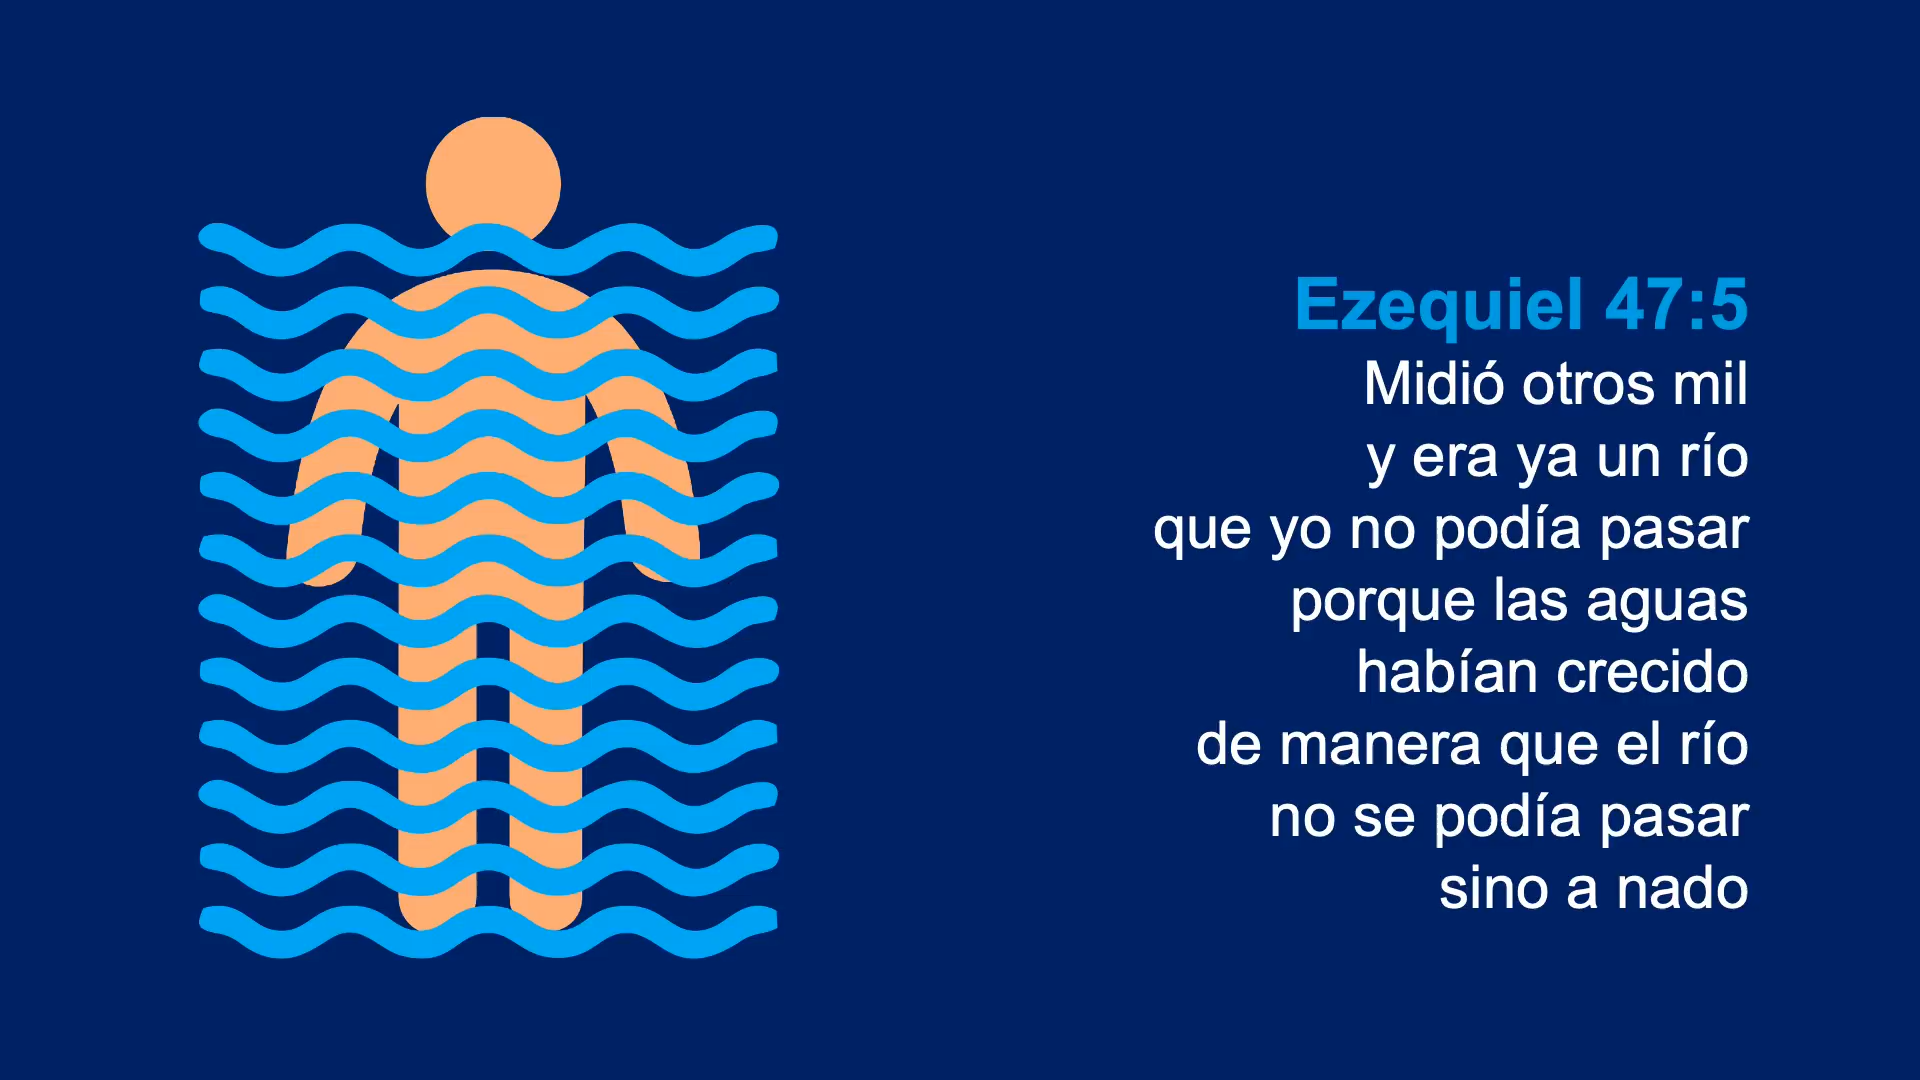 Ezequiel 47:5
Midió otros mil
y era ya un río
que yo no podía pasar
porque las aguas
habían crecido
de manera que el río
no se podía pasar
sino a nado